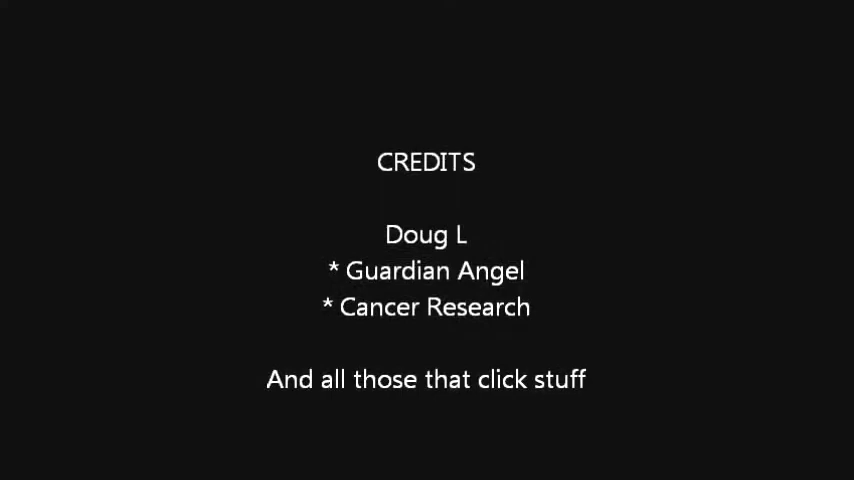 CREDITS
Doug L
* Guardian Angel
* Cancer Research
And all those that click stuff